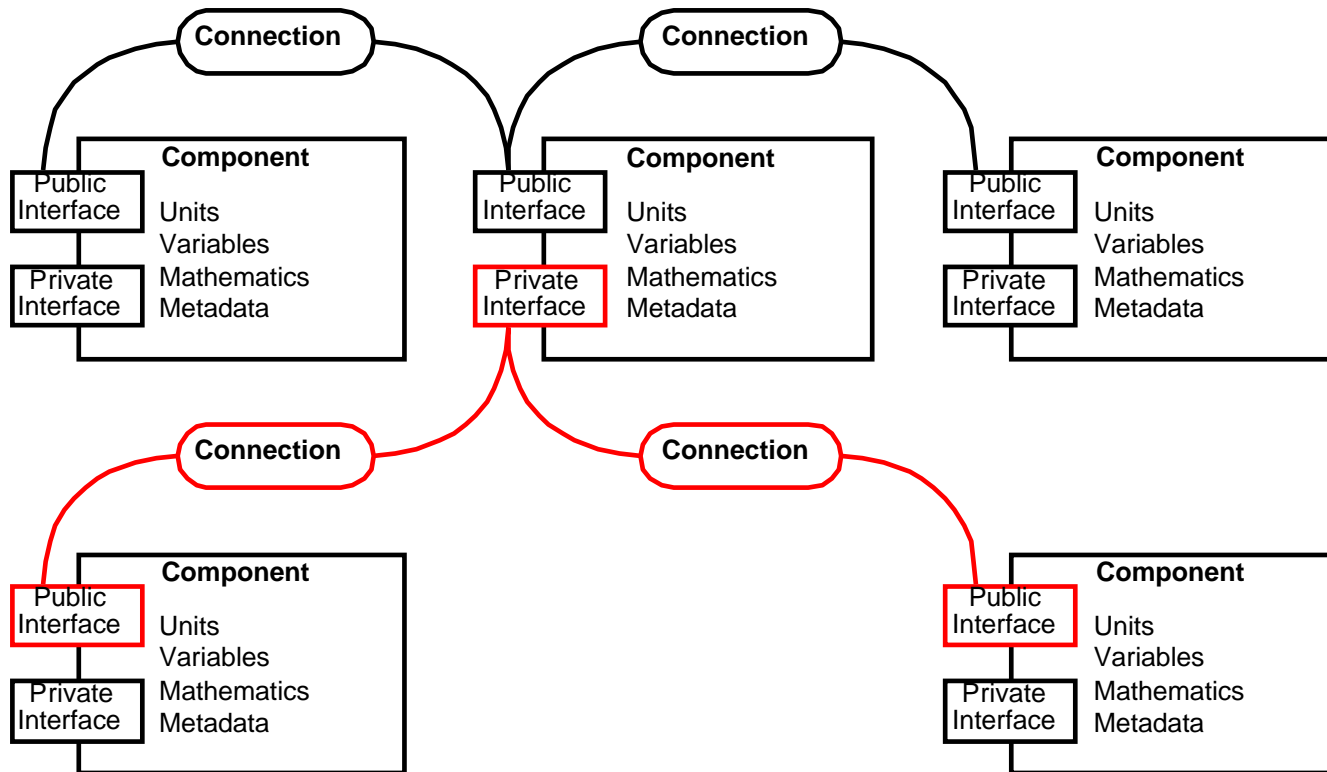 Connection
Connection
Component
Public
Interface
Units
Variables
Private
Interface
Mathematics
Metadata
Component
Public
Interface
Units
Variables
Private
Interface
Mathematics
Metadata
Component
Public
Interface
Units
Variables
Private
Interface
Mathematics
Metadata
Connection
Connection
Component
Public
Interface
Units
Variables
Private
Interface
Mathematics
Metadata
Component
Public
Interface
Units
Variables
Private
Interface
Mathematics
Metadata